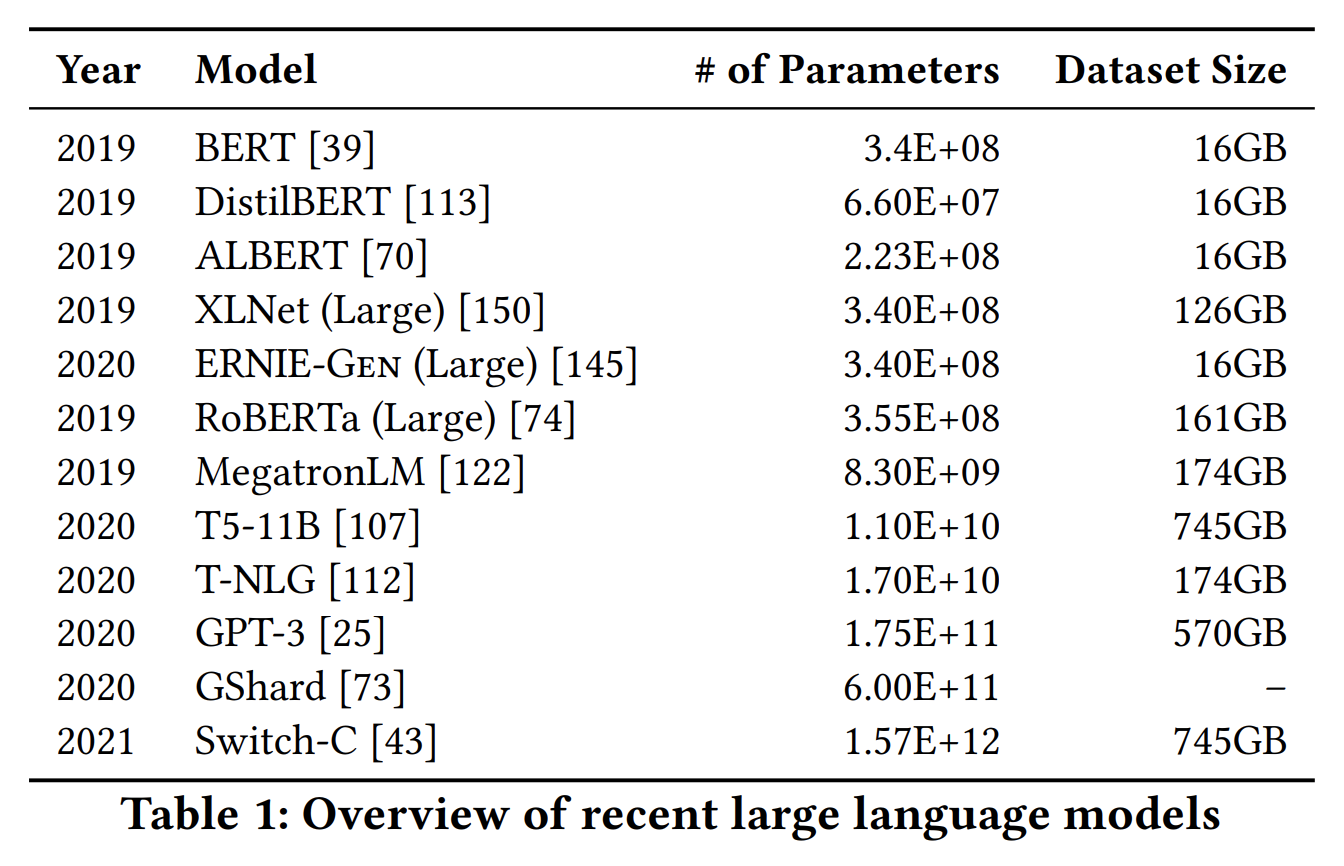 Year Model # of Parameters Dataset Size
2019 BERT [39] 3.4E+08 16GB
2019 DistilBERT [113] 6.60E+07 16GB
2019 ALBERT [70] 2.23E+08 16GB
2019 XLNet (Large) [150] 3.40E+08 126GB
2020 ERNIE-Gen (Large) [145] 3.40E+08 16GB
2019 RoBERTa (Large) [74] 3.55E+08 161GB
2019 MegatronLM [122] 8.30E+09 174GB
2020 T5-11B [107] 1.10E+10 745GB
2020 T-NLG [112] 1.70E+10 174GB
2020 GPT-3 [25] 1.75E+11 570GB
2020 GShard [73] 6.00E+11 –
2021 Switch-C [43] 1.57E+12 745GB
Table 1: Overview of recent large language models